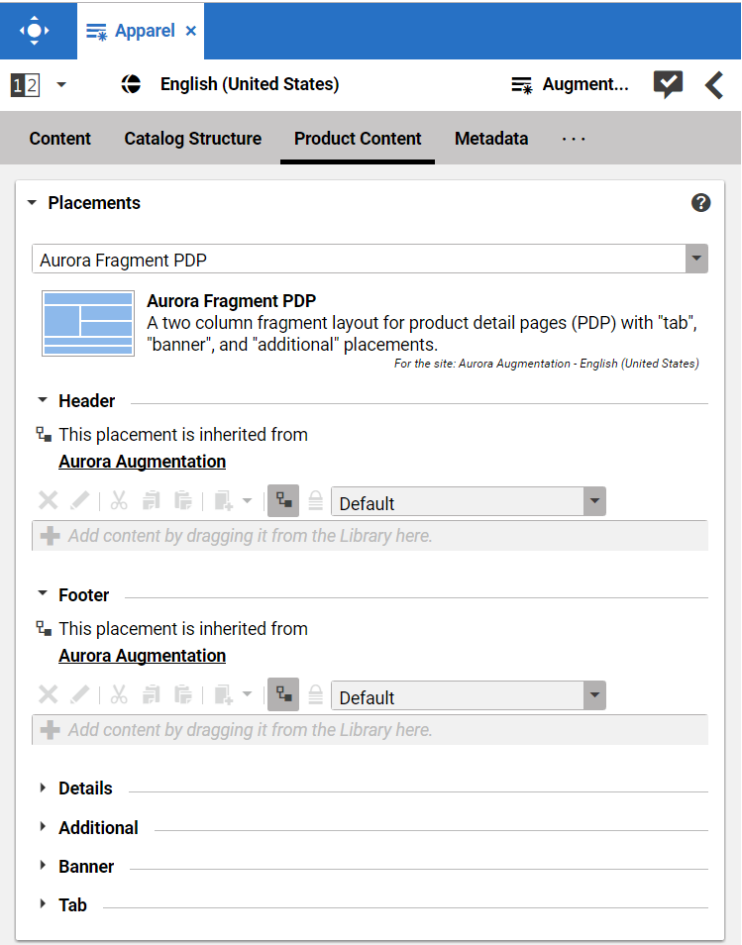 Apparel
12
English (United States)
Augment...
Content Catalog Structure Product Content Metadata ...
Placements
Aurora Fragment PDP
Aurora Fragment PDP
A two column fragment layout for product detail pages (PDP) with "tab",
"banner", and "additional" placements.
For the site: Aurora Augmentation - English (United States)
Header
This placement is inherited from
Aurora Augmentation
Default
Add content by dragging it from the Library here.
Footer
This placement is inherited from
Aurora Augmentation
Default
Add content by dragging it from the Library here.
Details
Additional
Banner
Tab